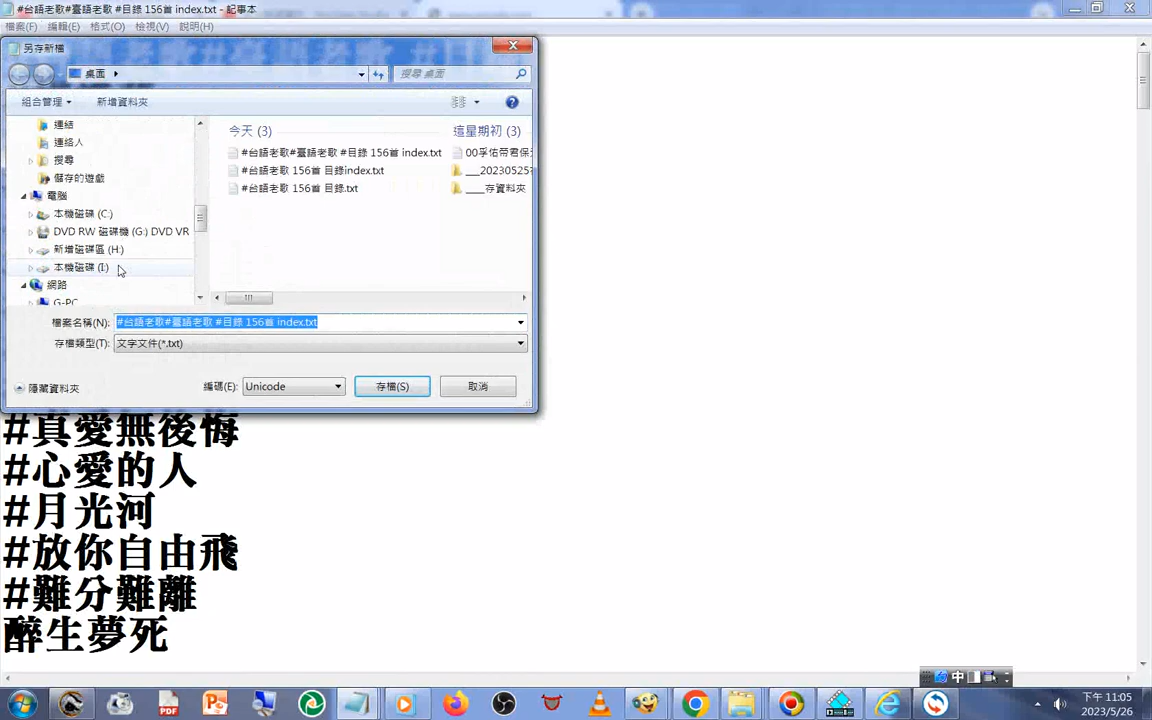 #台語老歌#臺語老歌 #目錄 156首 index.txt - 記事本
檔案(F) 編輯(E) 格式(O) 檢視(V) 說明(H)
另存新檔
桌面
搜尋 桌面
組合管理 新增資料夾
連結
連絡人
搜尋
儲存的遊戲
電腦
本機磁碟 (C:)
DVD RW 磁碟機 (G:) DVD VR
新增磁碟區 (H:)
本機磁碟 (I:)
網路
G-PC
今天 (3)
#台語老歌#臺語老歌 #目錄 156首 index.txt
#台語老歌 156首 目錄index.txt
#台語老歌 156首 目錄.txt
這星期初 (3)
00孚佑帝君保
___20230525
____存資料夾
檔案名稱(N): #台語老歌#臺語老歌 #目錄 156首 index.txt
存檔類型(T): 文字文件(*.txt)
隱藏資料夾 編碼(E): Unicode 存檔(S) 取消
#真愛無後悔
#心愛的人
#月光河
#放你自由飛
#難分難離
醉生夢死
中
PDF
下午 11:05
2023/5/26